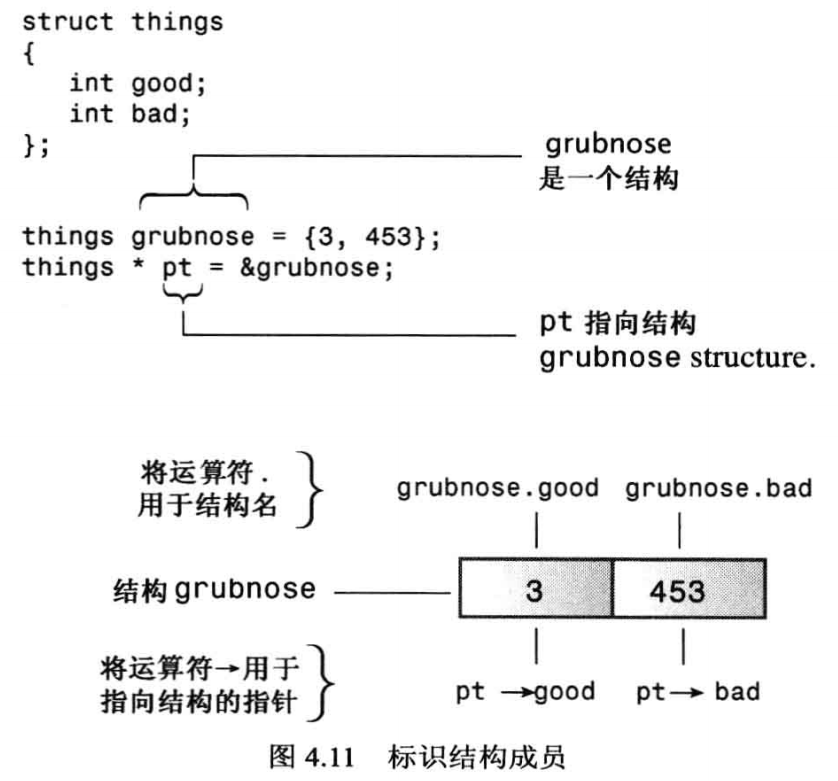 struct things
{
int good;
int bad;
};
grubnose
是一个结构
things grubnose = {3, 453};
things * pt = &grubnose;
pt 指向结构
grubnose structure.
将运算符 .
用于结构名
grubnose.good grubnose.bad
结构 grubnose
3 453
将运算符→用于
指向结构的指针
pt →good pt→ bad
图 4.11 标识结构成员